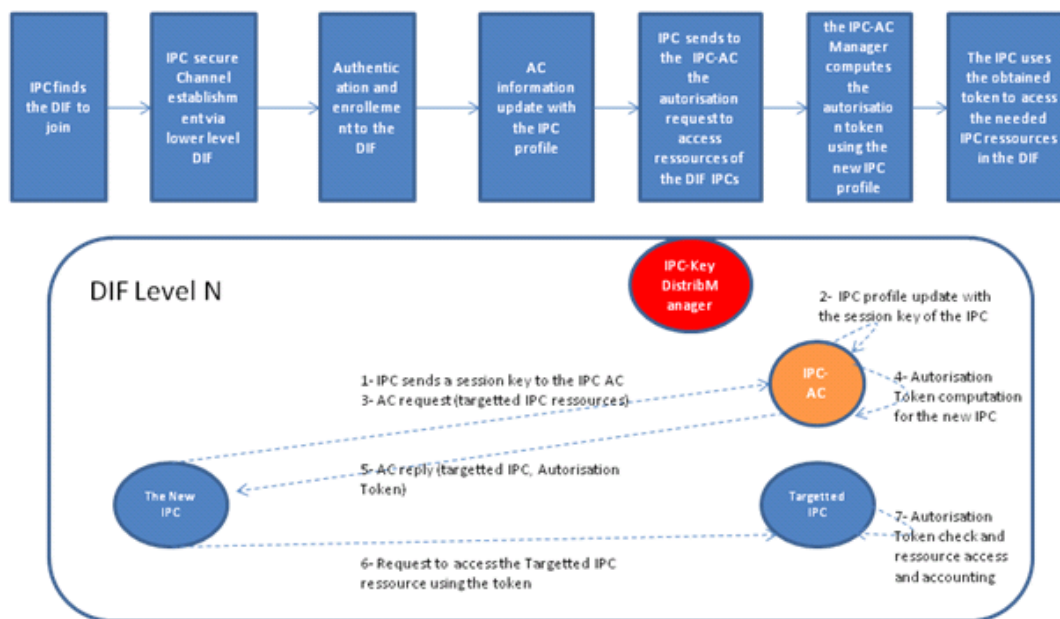 IPC finds
the DIF to
join
IPC secure
Channel
establishm
ent via
lower level
DIF
Authentic
ation and
enrolleme
nt to the
DIF
AC
information
update with
the IPC
profile
IPC sends to
the IPC-AC
the
autorisation
request to
access
ressources of
the DIF IPCs
the IPC-AC
Manager
computes
the
autorisatio
n token
using the
new IPC
profile
The IPC uses
the obtained
token to acess
the needed
IPC ressources
in the DIF
DIF Level N
IPC-Key
DistribM
anager
2- IPC profile update with
the session key of the IPC
IPC-
AC
1- IPC sends a session key to the IPC AC
3- AC request (targetted IPC ressources)
4- Autorisation
Token computation
for the new IPC
5- AC reply (targetted IPC, Autorisation
Token)
The New
IPC
Targetted
IPC
7- Autorisation
Token check and
ressource access
and accounting
6- Request to access the Targetted IPC
ressource using the token